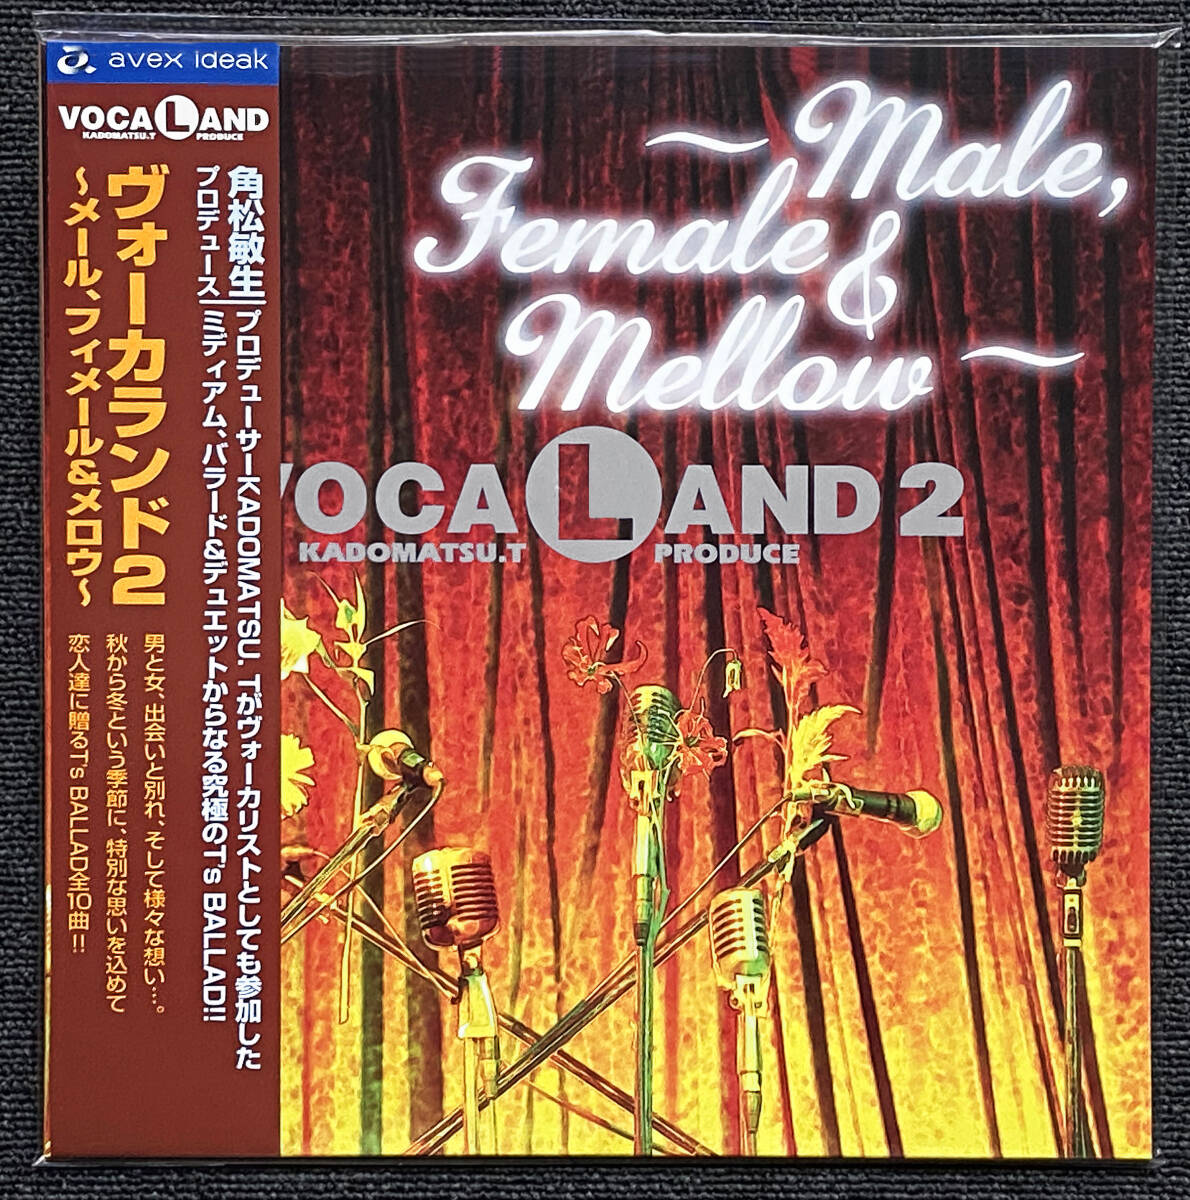 avex ideak
VOCALAND
KADOMATSU.T PRODUCE
角松敏生
プロデュース
プロデューサーKADOMATSU. Tがヴォーカリストとしても参加した
ミディアム、バラード&デュエットからなる究極のT's BALLAD!!
ヴォーカランド2
～メール、フィメール&メロウ～
男と女、出会いと別れ、そして様々な想い…。
秋から冬という季節に、特別な思いを込めて
恋人達に贈るT's BALLAD全10曲!!
～Male,
Female &
Mellow～
VOCALAND 2
KADOMATSU.T PRODUCE